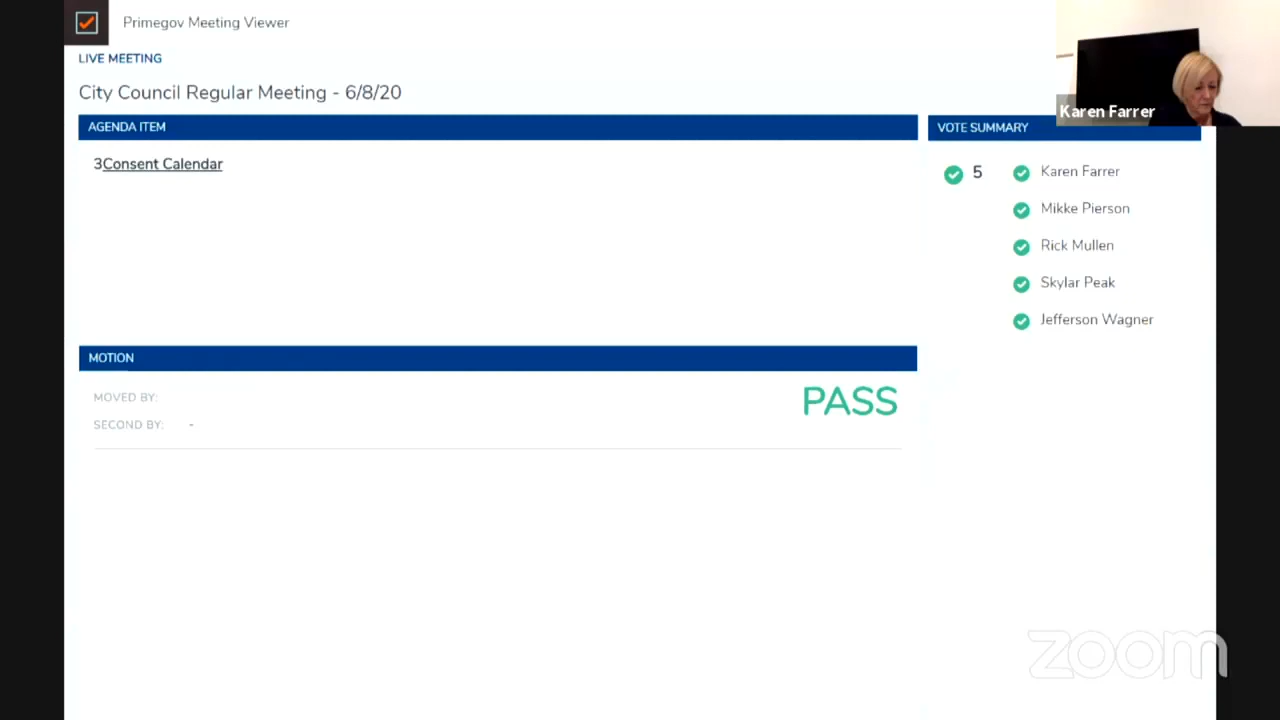 Primegov Meeting Viewer
LIVE MEETING
City Council Regular Meeting - 6/8/20
Karen Farrer
AGENDA ITEM
3Consent Calendar
VOTE SUMMARY
5
Karen Farrer
Mikke Pierson
Rick Mullen
Skylar Peak
Jefferson Wagner
MOTION
MOVED BY:
SECOND BY: -
PASS
zoom